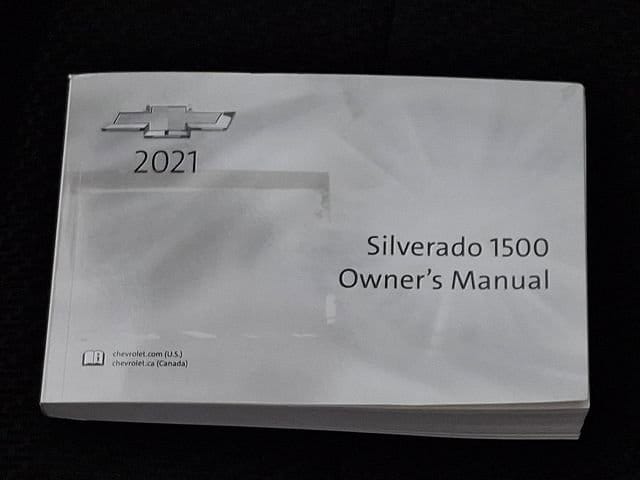 2021
Silverado 1500
Owner's Manual
chevrolet.com (U.S.)
chevrolet.ca (Canada)